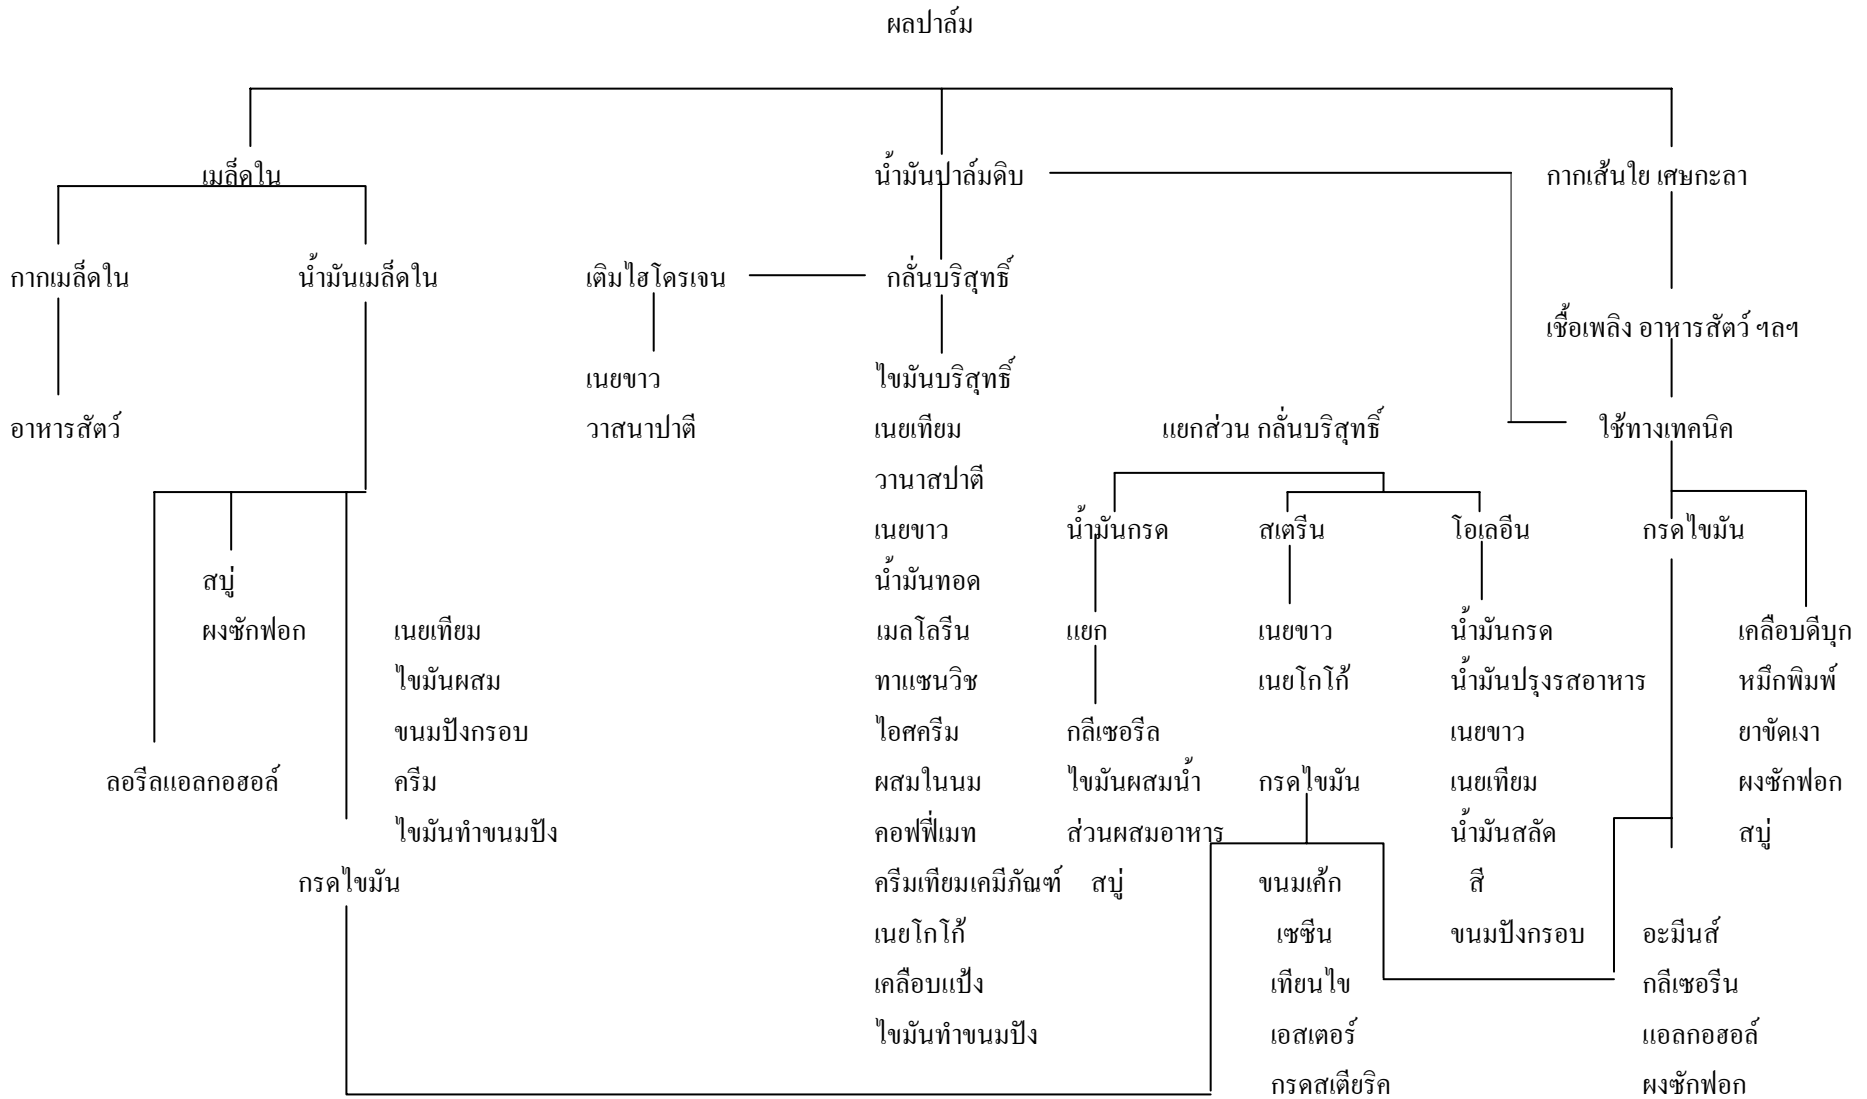 ผลปาล์ม
เมล็ดใน
น้ำมันปาล์มดิบ
กากเส้นใย เศษกะลา
กากเมล็ดใน
น้ำมันเมล็ดใน
เติมไฮโดรเจน
กลั่นบริสุทธิ์
เชื้อเพลิง อาหารสัตว์ ฯลฯ
เนยขาว
ไขมันบริสุทธิ์
อาหารสัตว์
วาสนาปาตี
เนยเทียม
แยกส่วน กลั่นบริสุทธิ์
ใช้ทางเทคนิค
วานาสปาตี
เนยขาว
น้ำมันกรด
สเตรีน
โอเลอีน
กรดไขมัน
สบู่
น้ำมันทอด
ผงซักฟอก
เนยเทียม
เมลโลรีน
แยก
เนยขาว
น้ำมันกรด
เคลือบดีบุก
ไขมันผสม
ทาแซนวิช
เนยโกโก้
น้ำมันปรุงรสอาหาร
หมึกพิมพ์
ขนมปังกรอบ
ไอศครีม
กลีเซอรีล
เนยขาว
ยาขัดเงา
ลอรีลแอลกอฮอล์
ครีม
ผสมในนม
ไขมันผสมน้ำ
กรดไขมัน
เนยเทียม
ผงซักฟอก
ไขมันทำขนมปัง
คอฟฟี่เมท
ส่วนผสมอาหาร
น้ำมันสลัด
สบู่
กรดไขมัน
ครีมเทียมเคมีภัณฑ์
สบู่
ขนมเค้ก
สี
เนยโกโก้
เซซีน
ขนมปังกรอบ
อะมีนส์
เคลือบแป้ง
เทียนไข
กลีเซอรีน
ไขมันทำขนมปัง
เอสเตอร์
แอลกอฮอล์
กรดสเตียริค
ผงซักฟอก